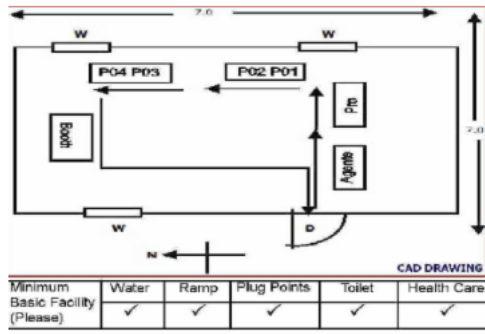 7.0
W
W
P04 P03
P02 P01
Booth
Pro
Agente
7.0
W
D
N
CAD DRAWING
Minimum Basic Facility (Please)
Water
Ramp
Plug Points
Toilet
Health Care
✓
✓
✓
✓
✓